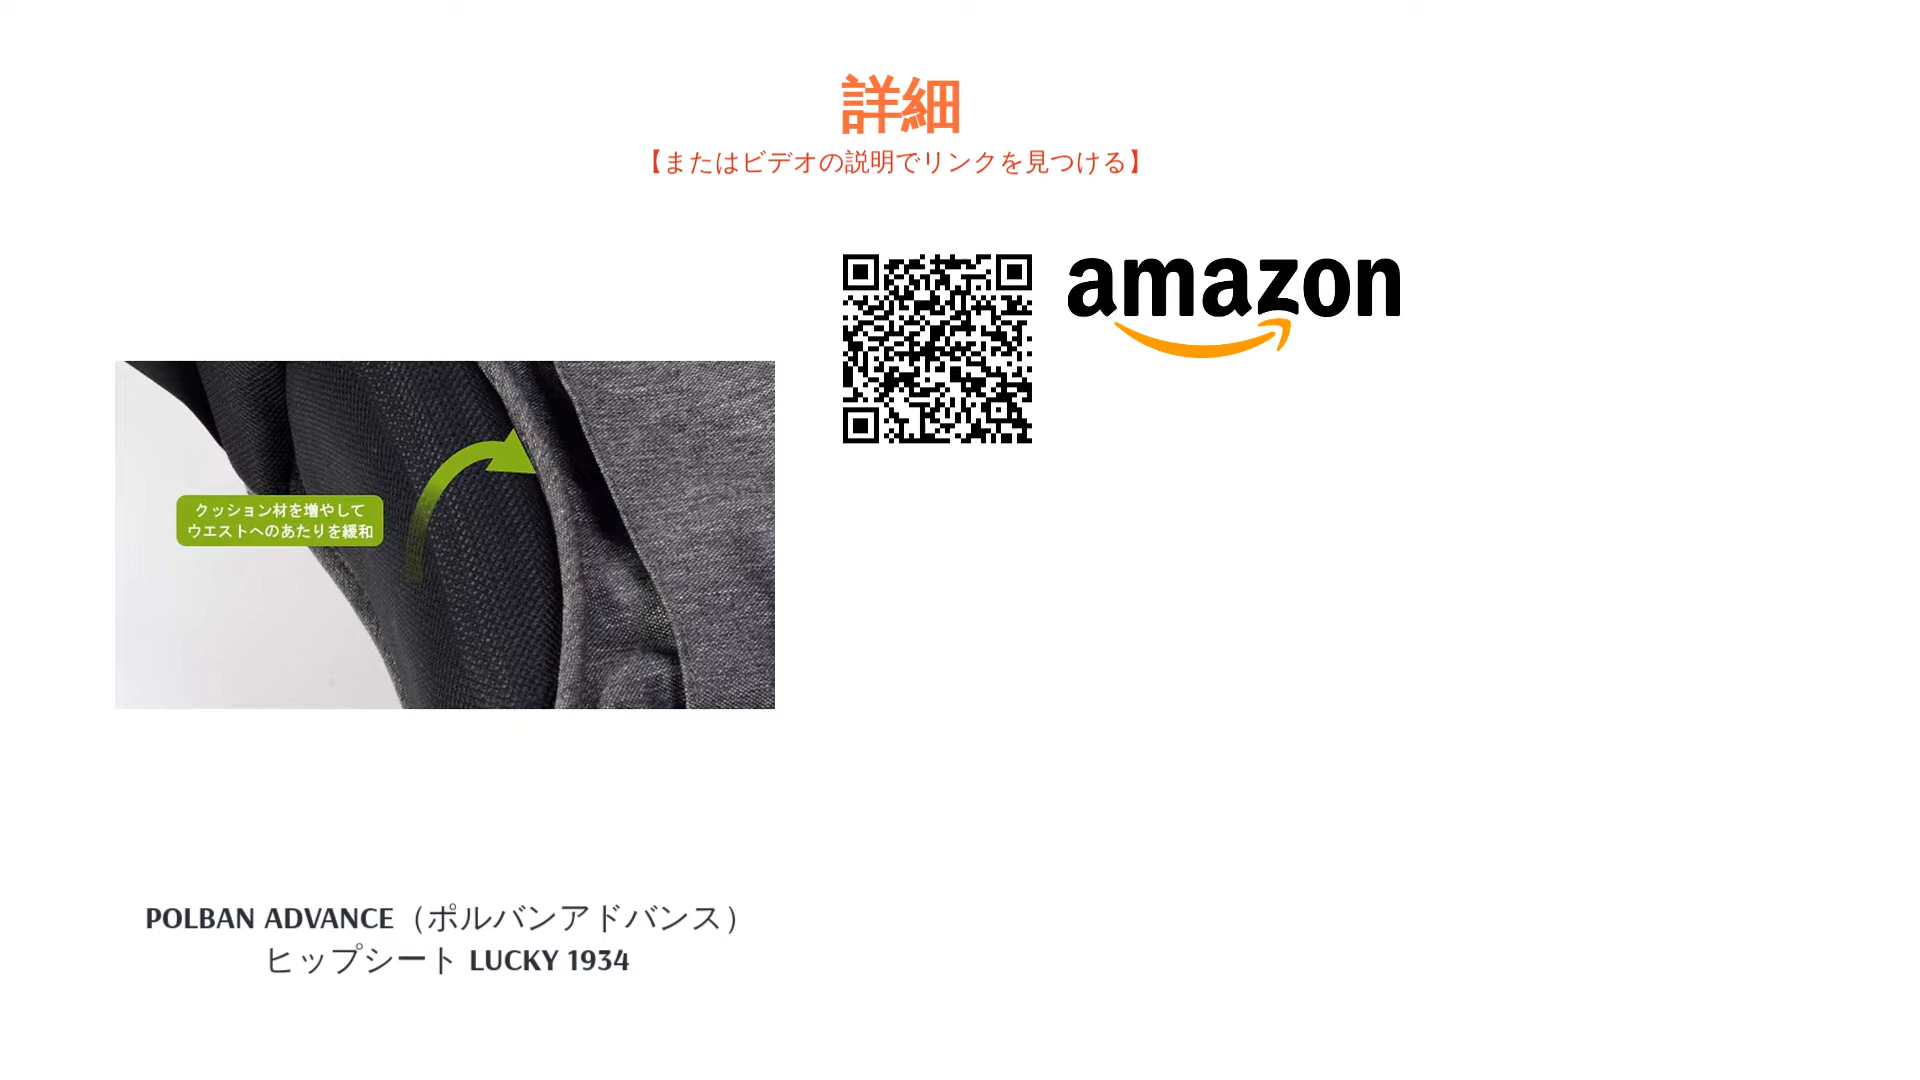 詳細
【またはビデオの説明でリンクを見つける】
amazon
クッション材を増やして
ウエストへのあたりを緩和
POLBAN ADVANCE（ポルバンアドバンス）
ヒップシート LUCKY 1934